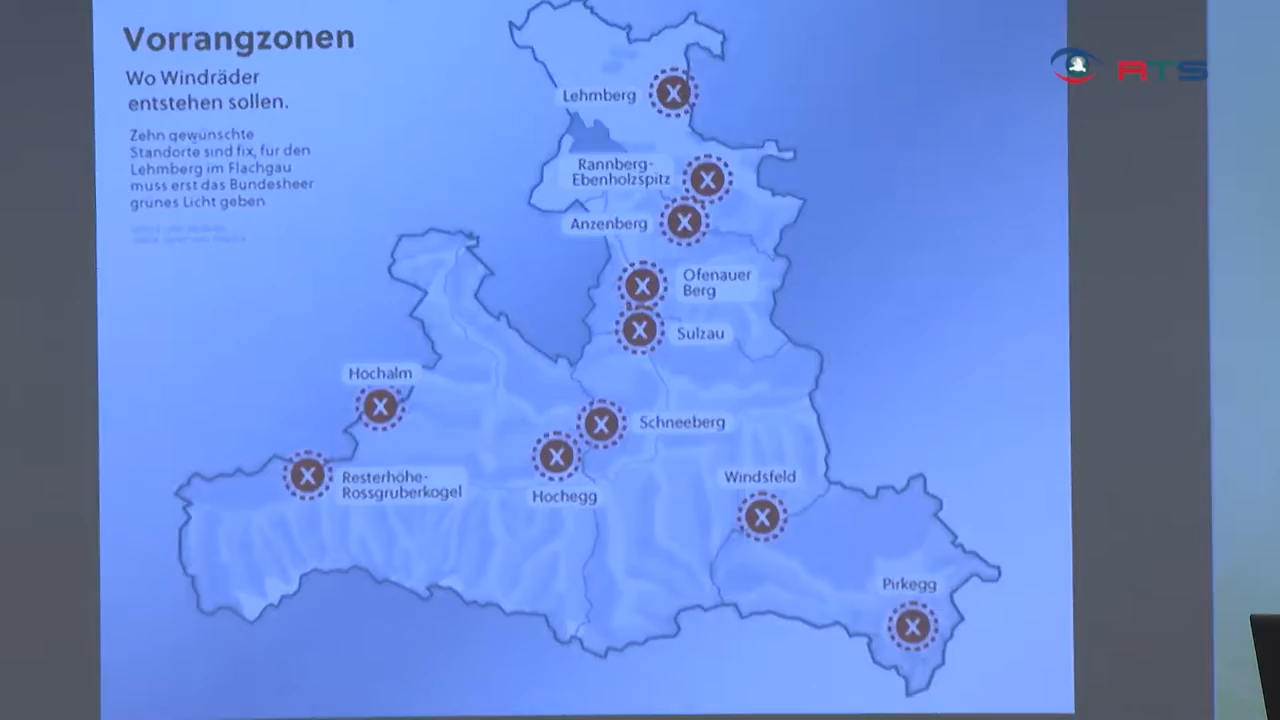 Vorrangzonen
Wo Windräder
entstehen sollen.
Zehn gewünschte
Standorte sind fix, für den
Lehmberg im Flachgau
muss erst das Bundesheer
grünes Licht geben
RTS
Lehmberg
Rannberg-
Ebenholzspitz
Anzenberg
Ofenauer
Berg
Sulzau
Hochalm
Schneeberg
Resterhöhe-
Rossgruberkogel
Hochegg
Windsfeld
Pirkegg